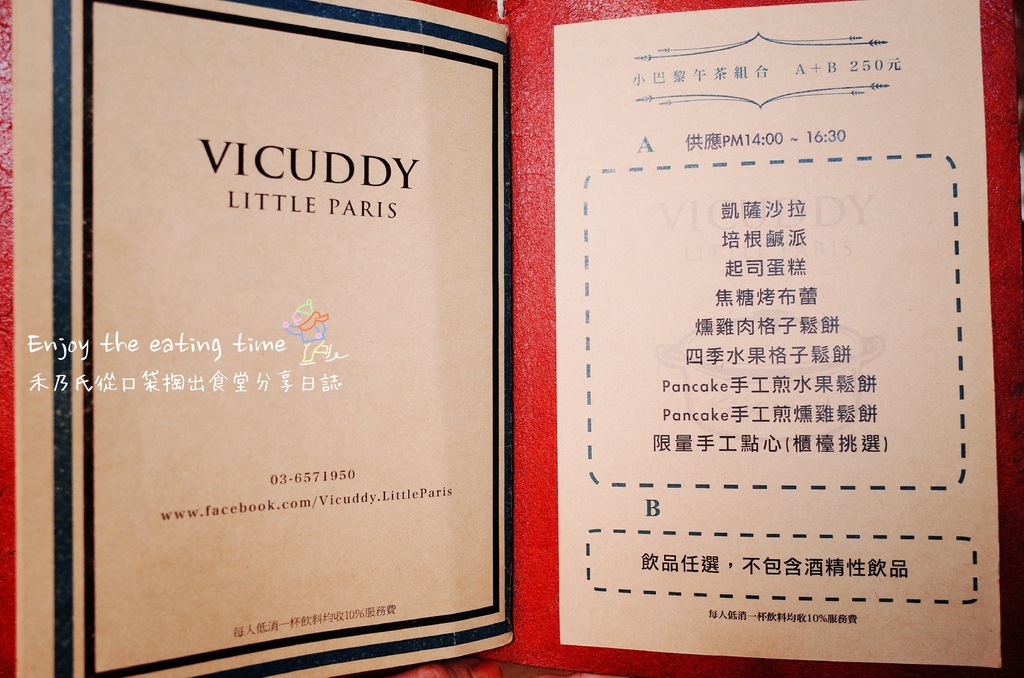 VICUDDY
LITTLE PARIS
Enjoy the eating time
禾乃氏從口袋掏出食堂分享日誌
03-6571950
www.facebook.com/Vicuddy.LittleParis
每人低消一杯飲料均收10%服務費
小巴黎午茶組合 A+B 250元
A 供應PM14:00 ~ 16:30
VICUDDY
LITTLE PARIS
凱薩沙拉
培根鹹派
起司蛋糕
焦糖烤布蕾
燻雞肉格子鬆餅
四季水果格子鬆餅
Pancake手工煎水果鬆餅
Pancake手工煎燻雞鬆餅
限量手工點心(櫃檯挑選)
B
飲品任選，不包含酒精性飲品
每人低消一杯飲料均收10%服務費